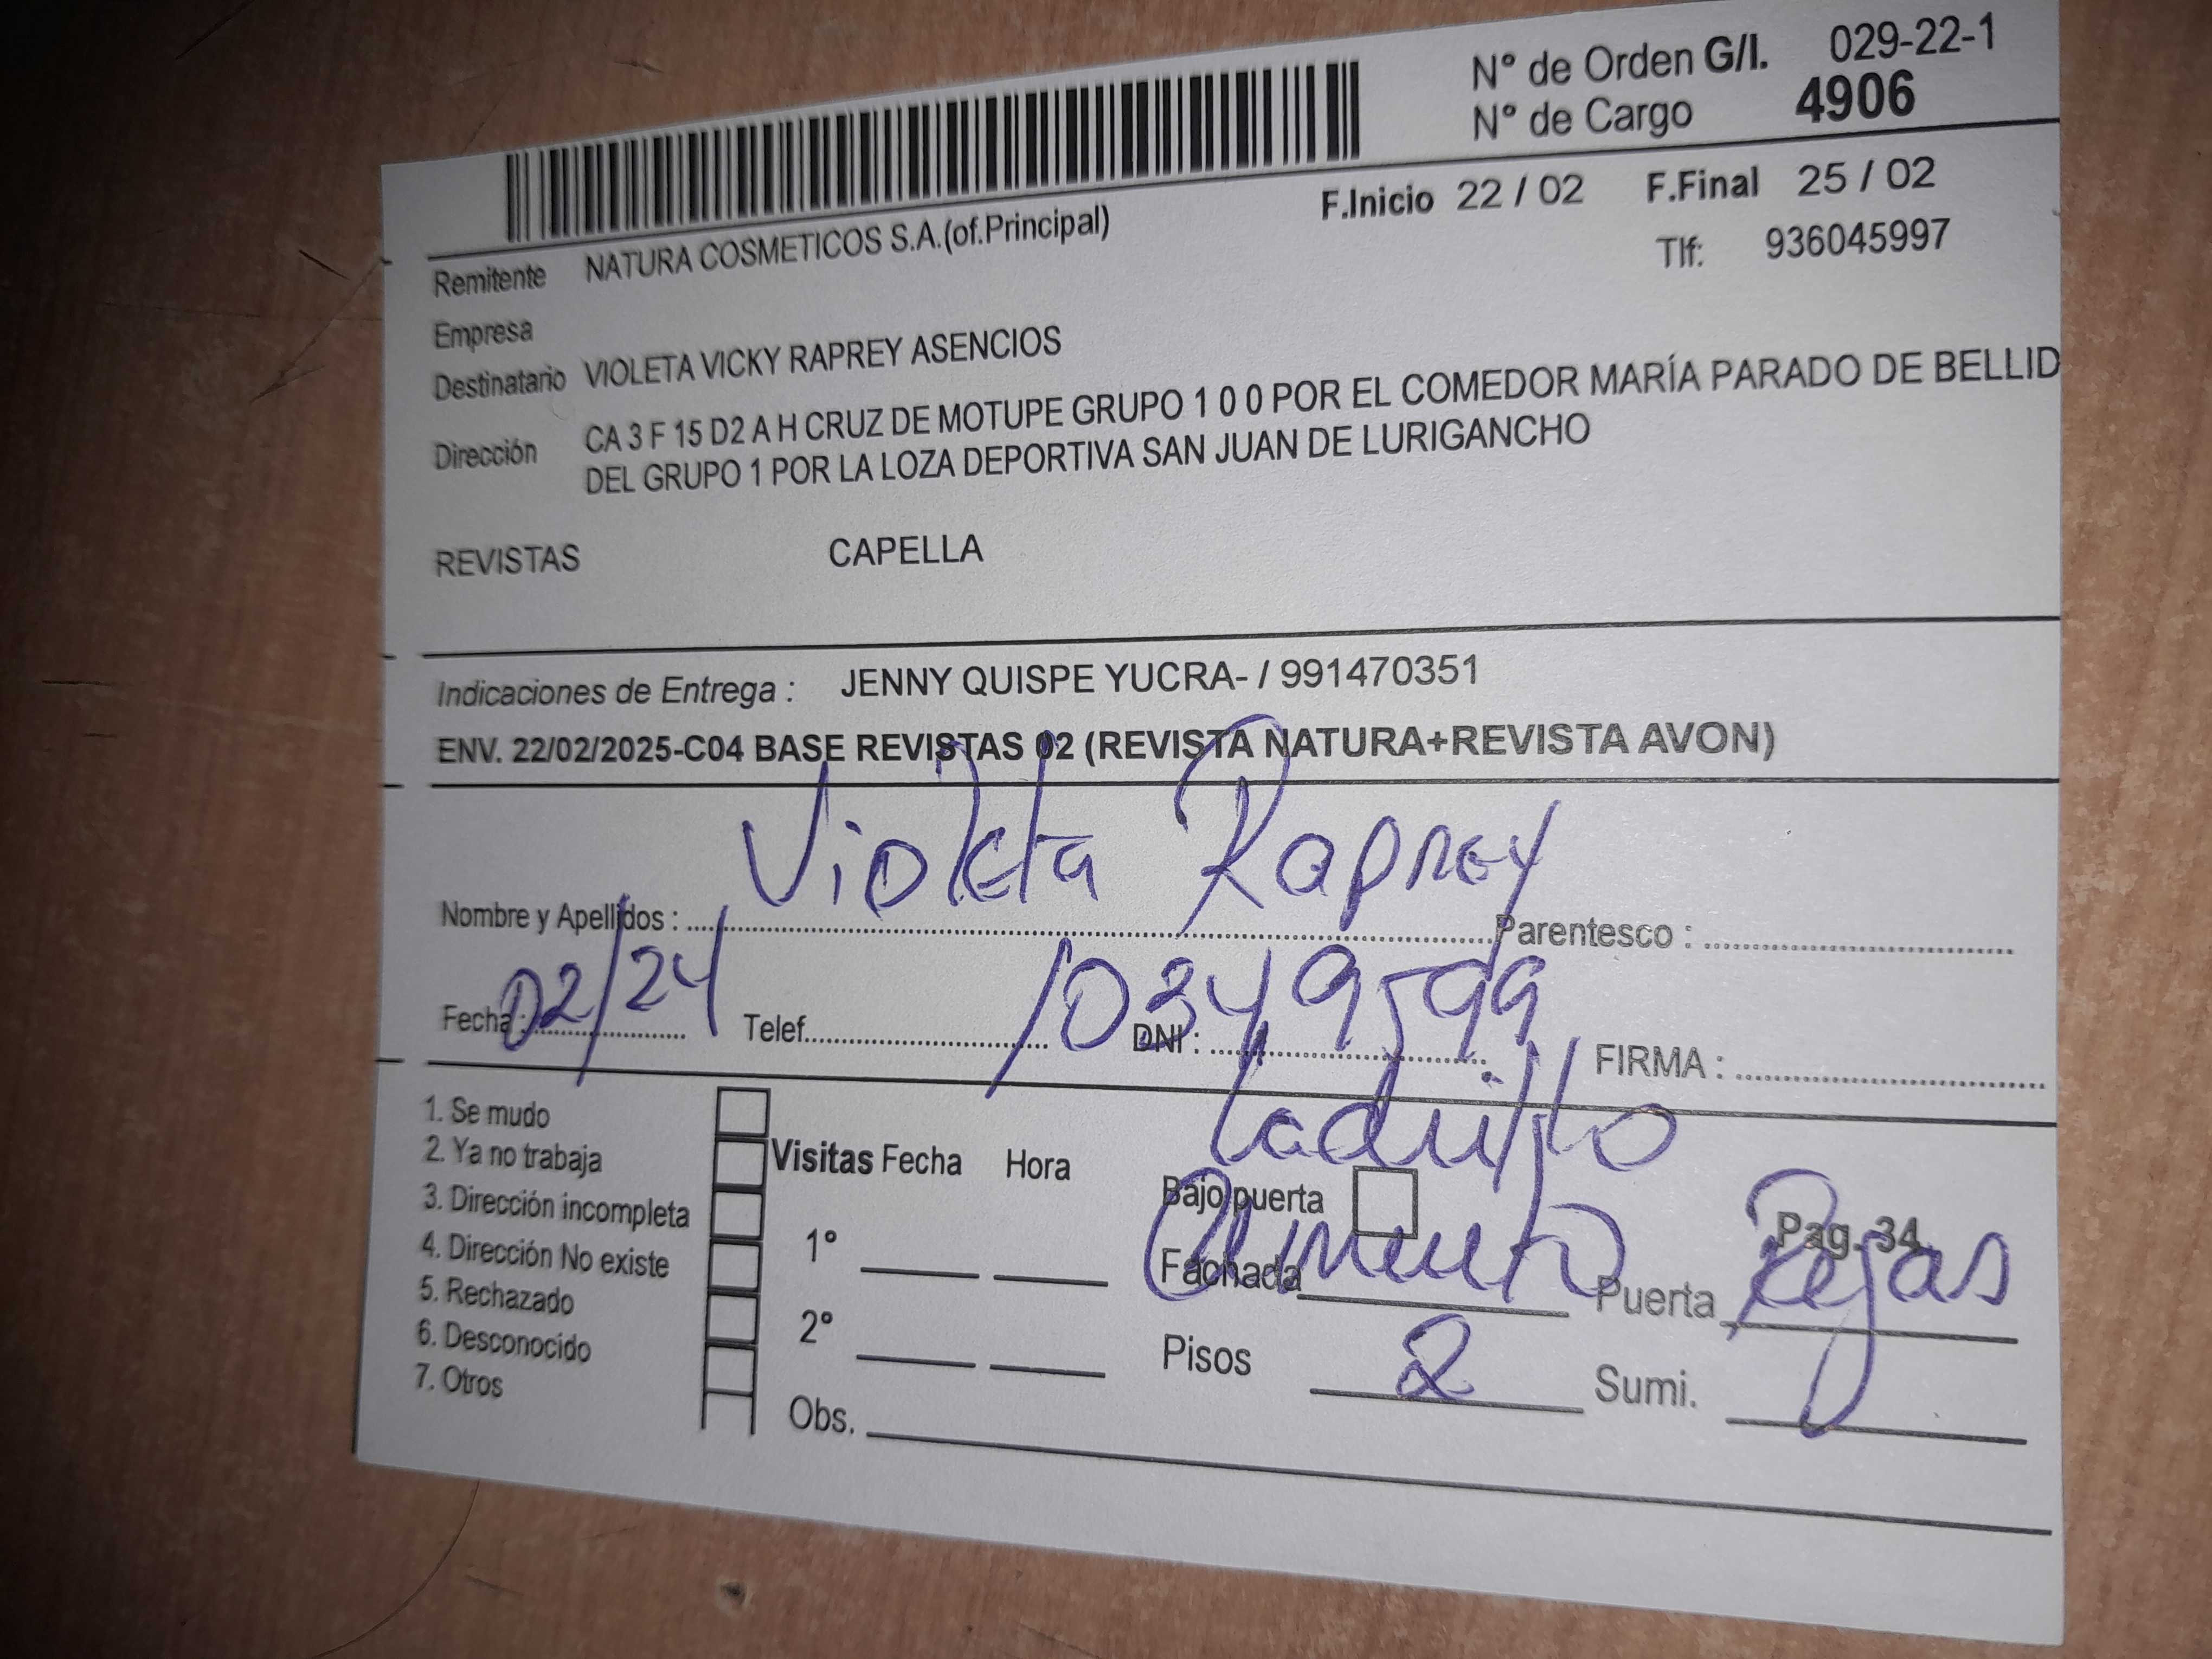 N° de Orden G/I. 029-22-1
N° de Cargo 4906
F.Inicio 22 / 02 F.Final 25 / 02
Remitente NATURA COSMETICOS S.A.(of.Principal) Tlf: 936045997
Empresa
Destinatario VIOLETA VICKY RAPREY ASENCIOS
Dirección CA 3 F 15 D2 A H CRUZ DE MOTUPE GRUPO 1 0 0 POR EL COMEDOR MARÍA PARADO DE BELLID
DEL GRUPO 1 POR LA LOZA DEPORTIVA SAN JUAN DE LURIGANCHO
REVISTAS CAPELLA
Indicaciones de Entrega : JENNY QUISPE YUCRA- / 991470351
ENV. 22/02/2025-C04 BASE REVISTAS 02 (REVISTA NATURA+REVISTA AVON)
Violeta Raprey
Nombre y Apellidos : Parentesco :
Fecha : 02/24/ Telef. DNI : 10349599 FIRMA :
Ladrillo
1. Se mudo
2. Ya no trabaja
3. Dirección incompleta
4. Dirección No existe
5. Rechazado
6. Desconocido
7. Otros
Visitas Fecha Hora
1°
2°
Obs.
Bajo puerta Pag. 34
Fachada Puerta Rejas
Pisos 2 Sumi.